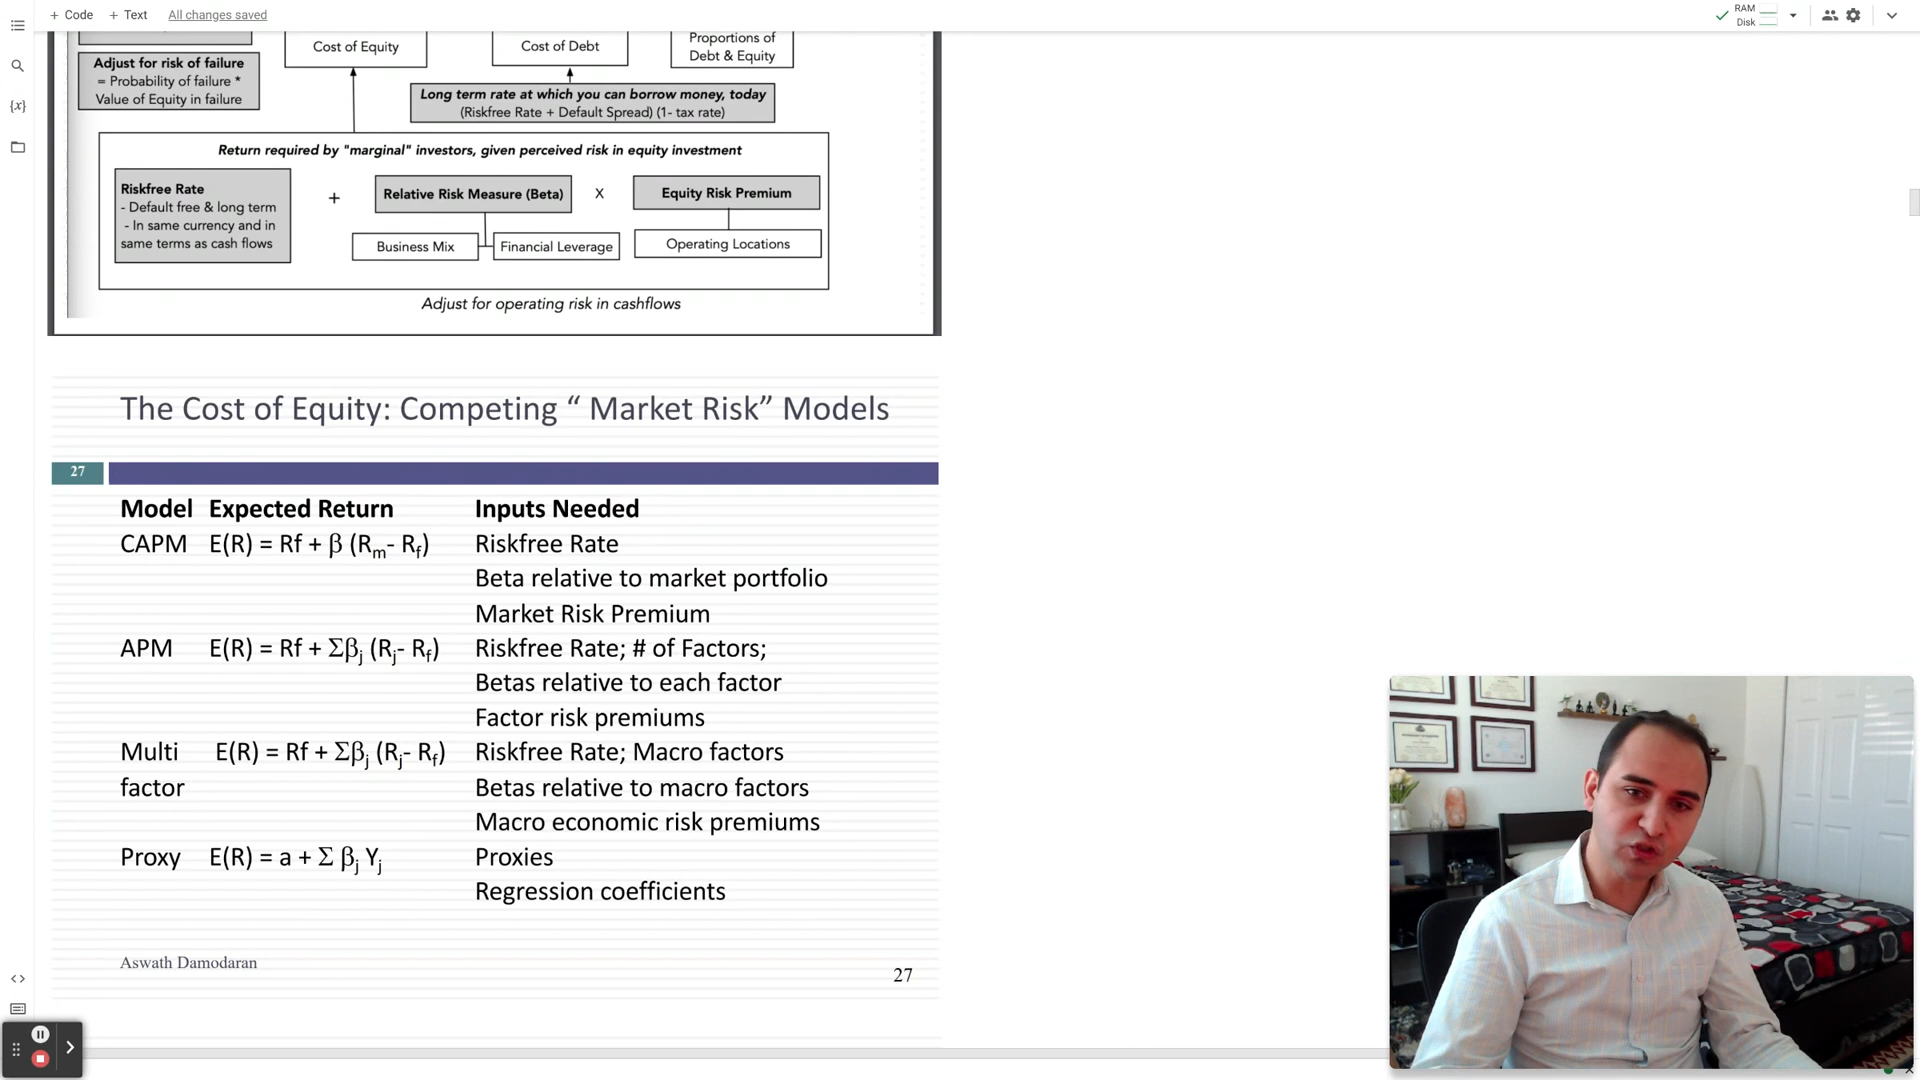 + Code + Text All changes saved
RAM
Disk
Cost of Equity
Cost of Debt
Proportions of
Debt & Equity
Adjust for risk of failure
= Probability of failure *
Value of Equity in failure
Long term rate at which you can borrow money, today
(Riskfree Rate + Default Spread) (1- tax rate)
Return required by "marginal" investors, given perceived risk in equity investment
Riskfree Rate
- Default free & long term
- In same currency and in
same terms as cash flows
+
Relative Risk Measure (Beta)
X
Equity Risk Premium
Business Mix
Financial Leverage
Operating Locations
Adjust for operating risk in cashflows
The Cost of Equity: Competing “ Market Risk” Models
27
Model Expected Return Inputs Needed
CAPM E(R) = Rf + β (Rm- Rf) Riskfree Rate
Beta relative to market portfolio
Market Risk Premium
APM E(R) = Rf + Σβj (Rj- Rf) Riskfree Rate; # of Factors;
Betas relative to each factor
Factor risk premiums
Multi E(R) = Rf + Σβj (Rj- Rf) Riskfree Rate; Macro factors
factor Betas relative to macro factors
Macro economic risk premiums
Proxy E(R) = a + Σ βj Yj Proxies
Regression coefficients
Aswath Damodaran
27